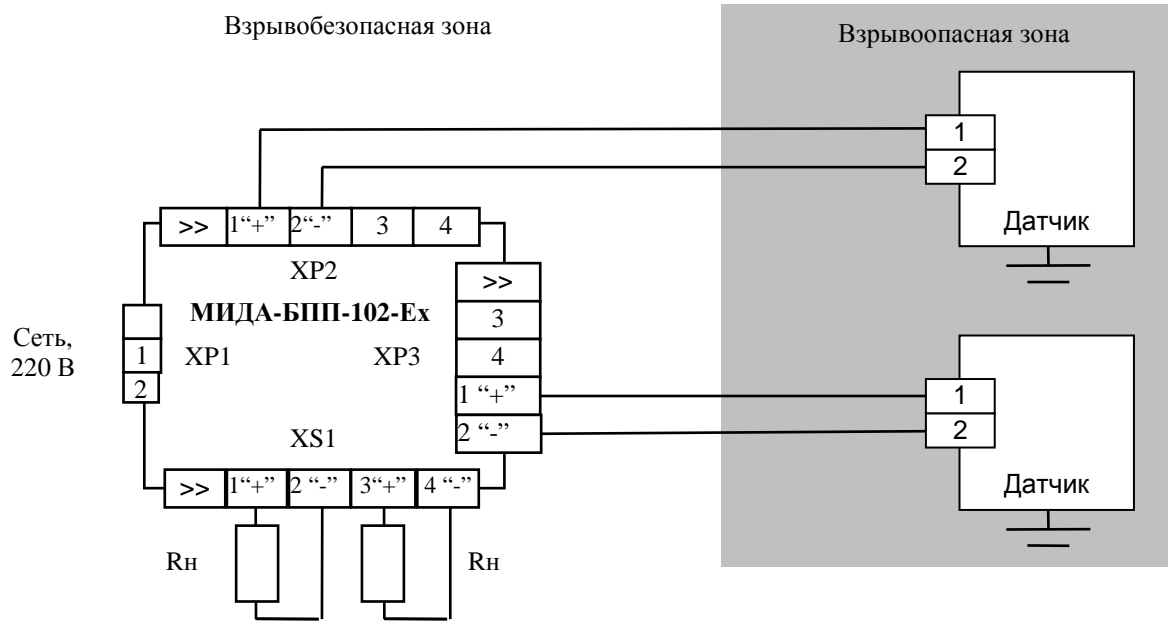 Взрывобезопасная зона
Взрывоопасная зона
1
2
Датчик
>> 1“+” 2“-” 3 4
XP2
МИДА-БПП-102-Ex
>>
3
4
1 “+”
2 “-”
XP3
Сеть,
220 В
1
2
XP1
1
2
Датчик
XS1
>> 1“+” 2 “-” 3“+” 4 “-”
Rн
Rн